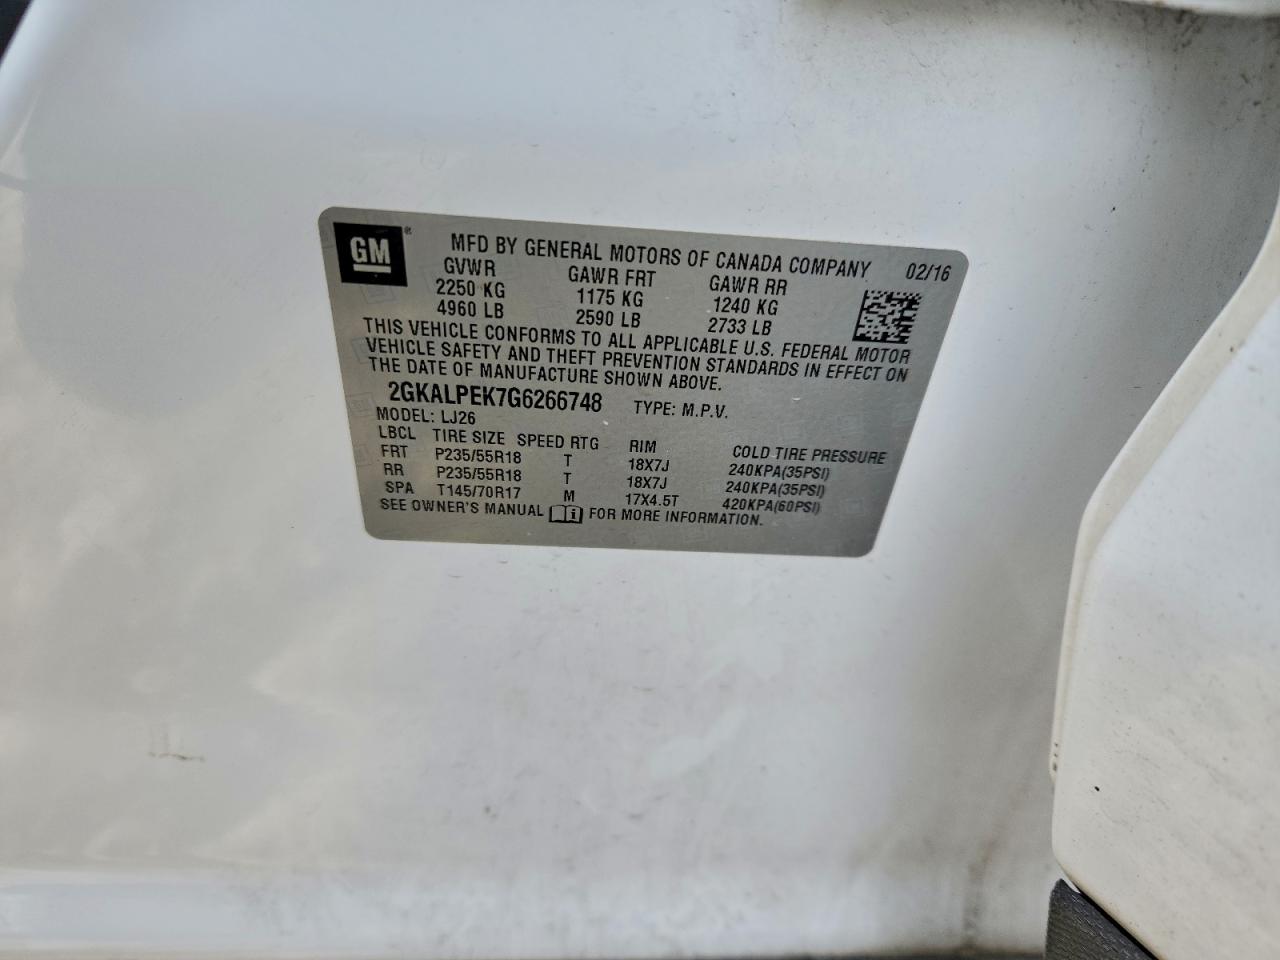 GM ®
MFD BY GENERAL MOTORS OF CANADA COMPANY 02/16
GVWR GAWR FRT GAWR RR
2250 KG 1175 KG 1240 KG
4960 LB 2590 LB 2733 LB
THIS VEHICLE CONFORMS TO ALL APPLICABLE U.S. FEDERAL MOTOR
VEHICLE SAFETY AND THEFT PREVENTION STANDARDS IN EFFECT ON
THE DATE OF MANUFACTURE SHOWN ABOVE.
2GKALPEK7G6266748 TYPE: M.P.V.
MODEL: LJ26
LBCL TIRE SIZE SPEED RTG RIM COLD TIRE PRESSURE
FRT P235/55R18 T 18X7J 240KPA(35PSI)
RR P235/55R18 T 18X7J 240KPA(35PSI)
SPA T145/70R17 M 17X4.5T 420KPA(60PSI)
SEE OWNER'S MANUAL FOR MORE INFORMATION.